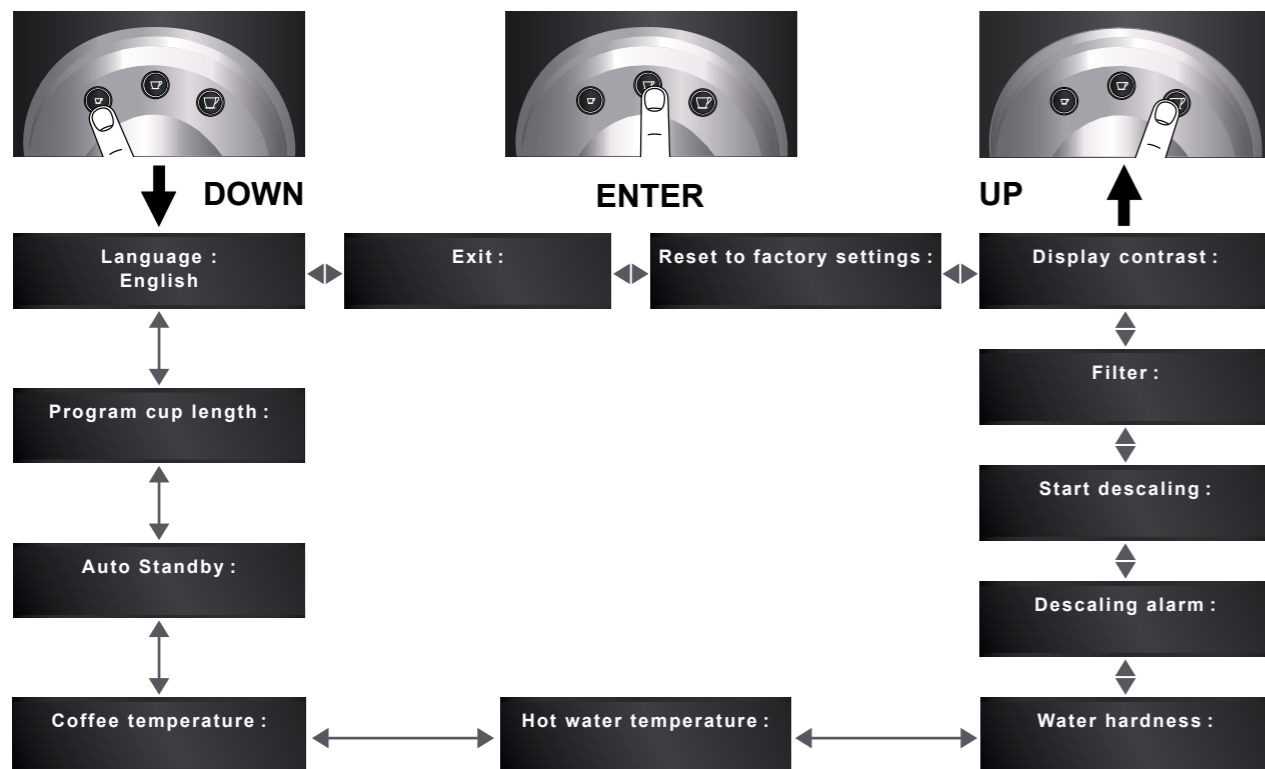 DOWN
ENTER
UP
Language :
English
Exit :
Reset to factory settings :
Display contrast :
Filter :
Program cup length :
Start descaling :
Auto Standby :
Descaling alarm :
Coffee temperature :
Hot water temperature :
Water hardness :